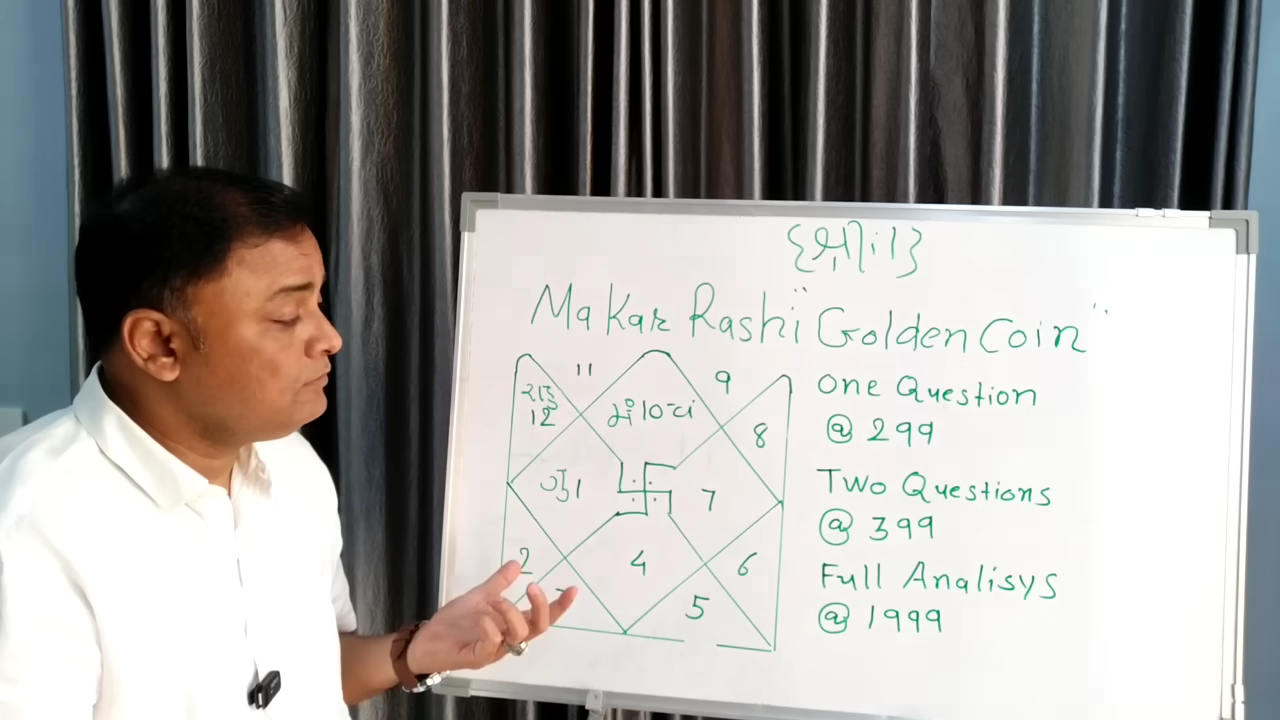 {श्री:।}
Makar Rashi "Golden Coin"
11
9
12
10
8
1
7
2
4
6
5
One Question
@ 299
Two Questions
@ 399
Full Analisys
@ 1999